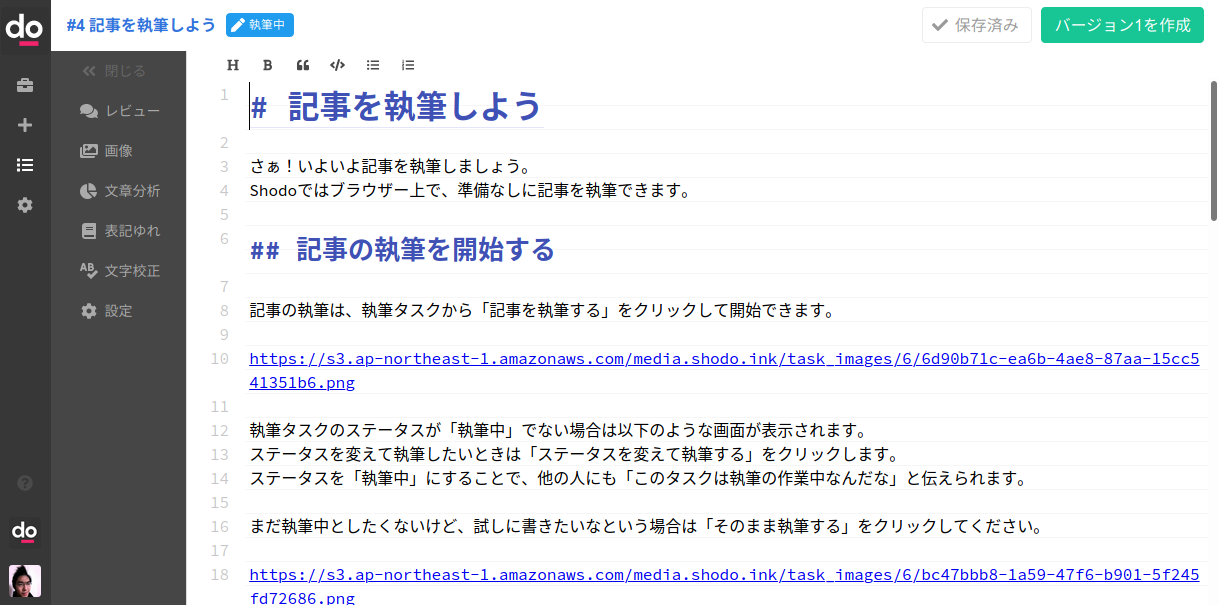 do
#4 記事を執筆しよう
執筆中
保存済み
バージョン1を作成
閉じる
レビュー
画像
文章分析
表記ゆれ
文字校正
設定
do
H B
1 # 記事を執筆しよう
2
3 さぁ！いよいよ記事を執筆しましょう。
4 Shodoではブラウザー上で、準備なしに記事を執筆できます。
5
6 ## 記事の執筆を開始する
7
8 記事の執筆は、執筆タスクから「記事を執筆する」をクリックして開始できます。
9
10 https://s3.ap-northeast-1.amazonaws.com/media.shodo.ink/task_images/6/6d90b71c-ea6b-4ae8-87aa-15cc5
41351b6.png
11
12 執筆タスクのステータスが「執筆中」でない場合は以下のような画面が表示されます。
13 ステータスを変えて執筆したいときは「ステータスを変えて執筆する」をクリックします。
14 ステータスを「執筆中」にすることで、他の人にも「このタスクは執筆の作業中なんだな」と伝えられます。
15
16 まだ執筆中としたくないけど、試しに書きたいなという場合は「そのまま執筆する」をクリックしてください。
17
18 https://s3.ap-northeast-1.amazonaws.com/media.shodo.ink/task_images/6/bc47bbb8-1a59-47f6-b901-5f245
fd72686.png